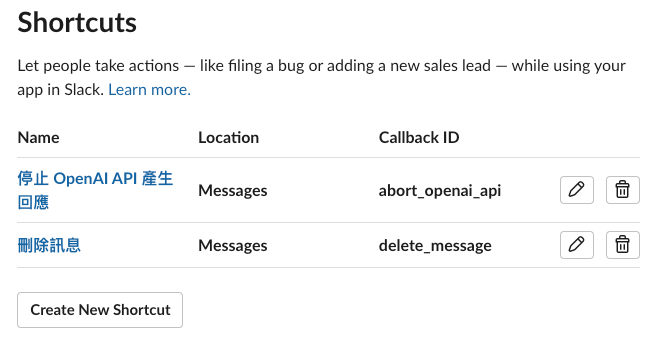 Shortcuts
Let people take actions — like filing a bug or adding a new sales lead — while using your
app in Slack. Learn more.
Name Location Callback ID
停止 OpenAI API 產生
回應 Messages abort_openai_api
刪除訊息 Messages delete_message
Create New Shortcut